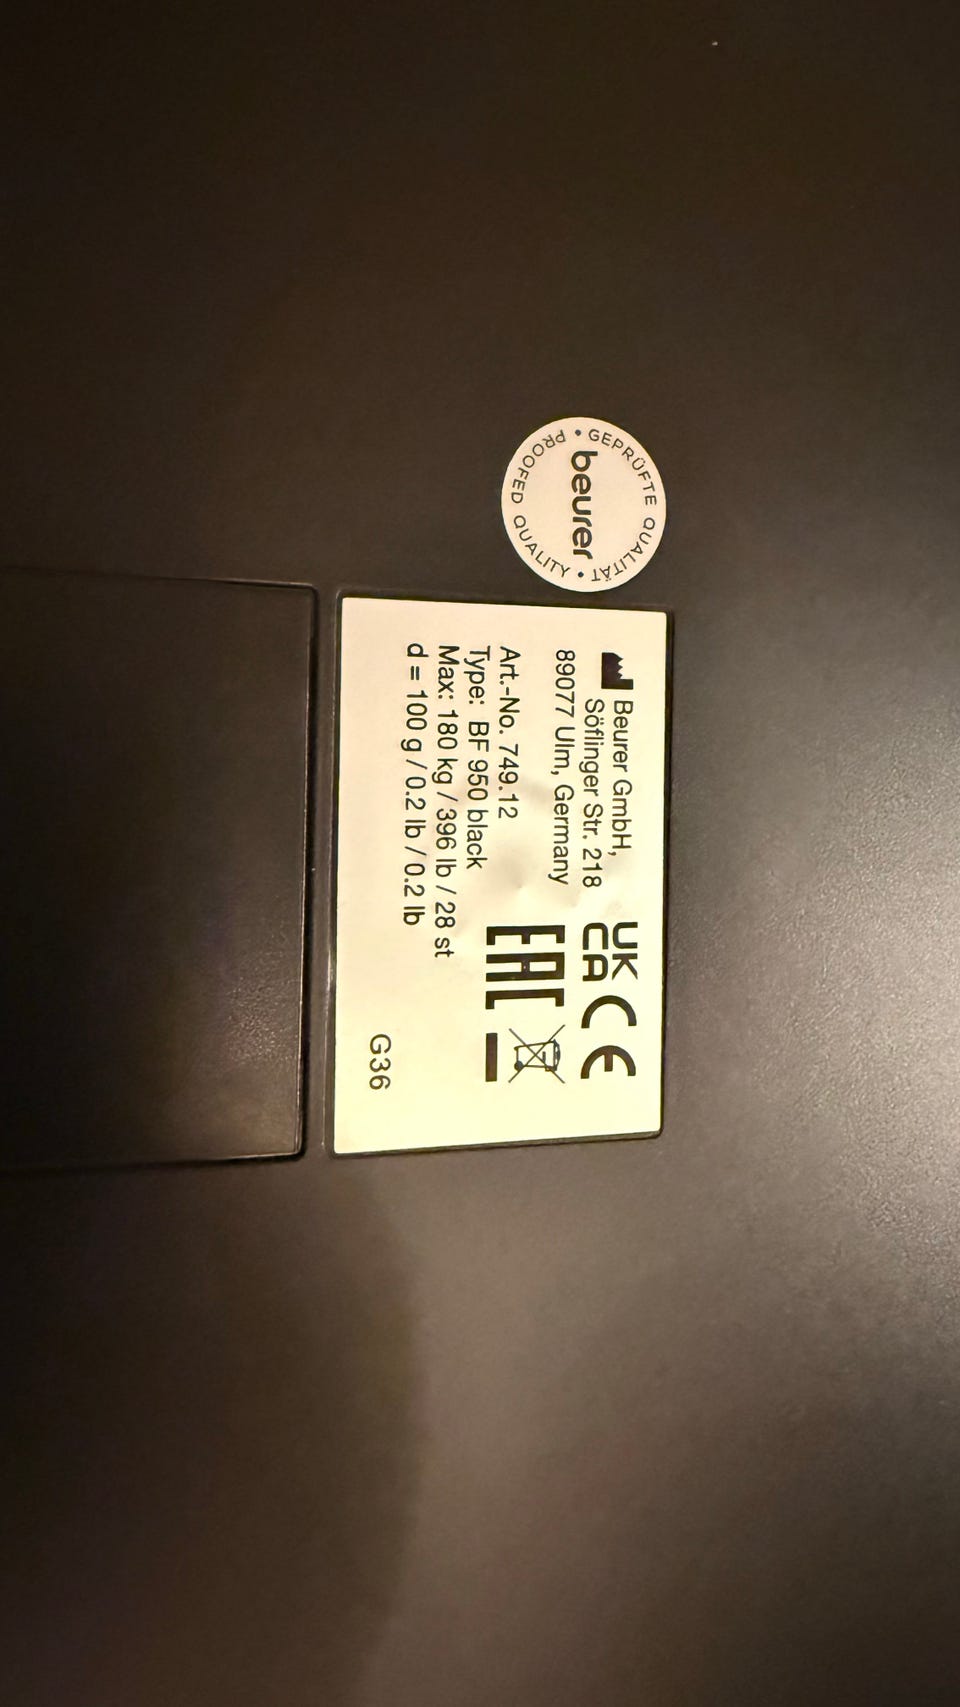 GEPRÜFTE QUALITÄT
beurer
PROOFED QUALITY
Beurer GmbH,
Söflinger Str. 218
89077 Ulm, Germany
UK
CA
CE
EAC
Art.-No. 749.12
Type: BF 950 black
Max: 180 kg / 396 lb / 28 st
d = 100 g / 0.2 lb / 0.2 lb
G36